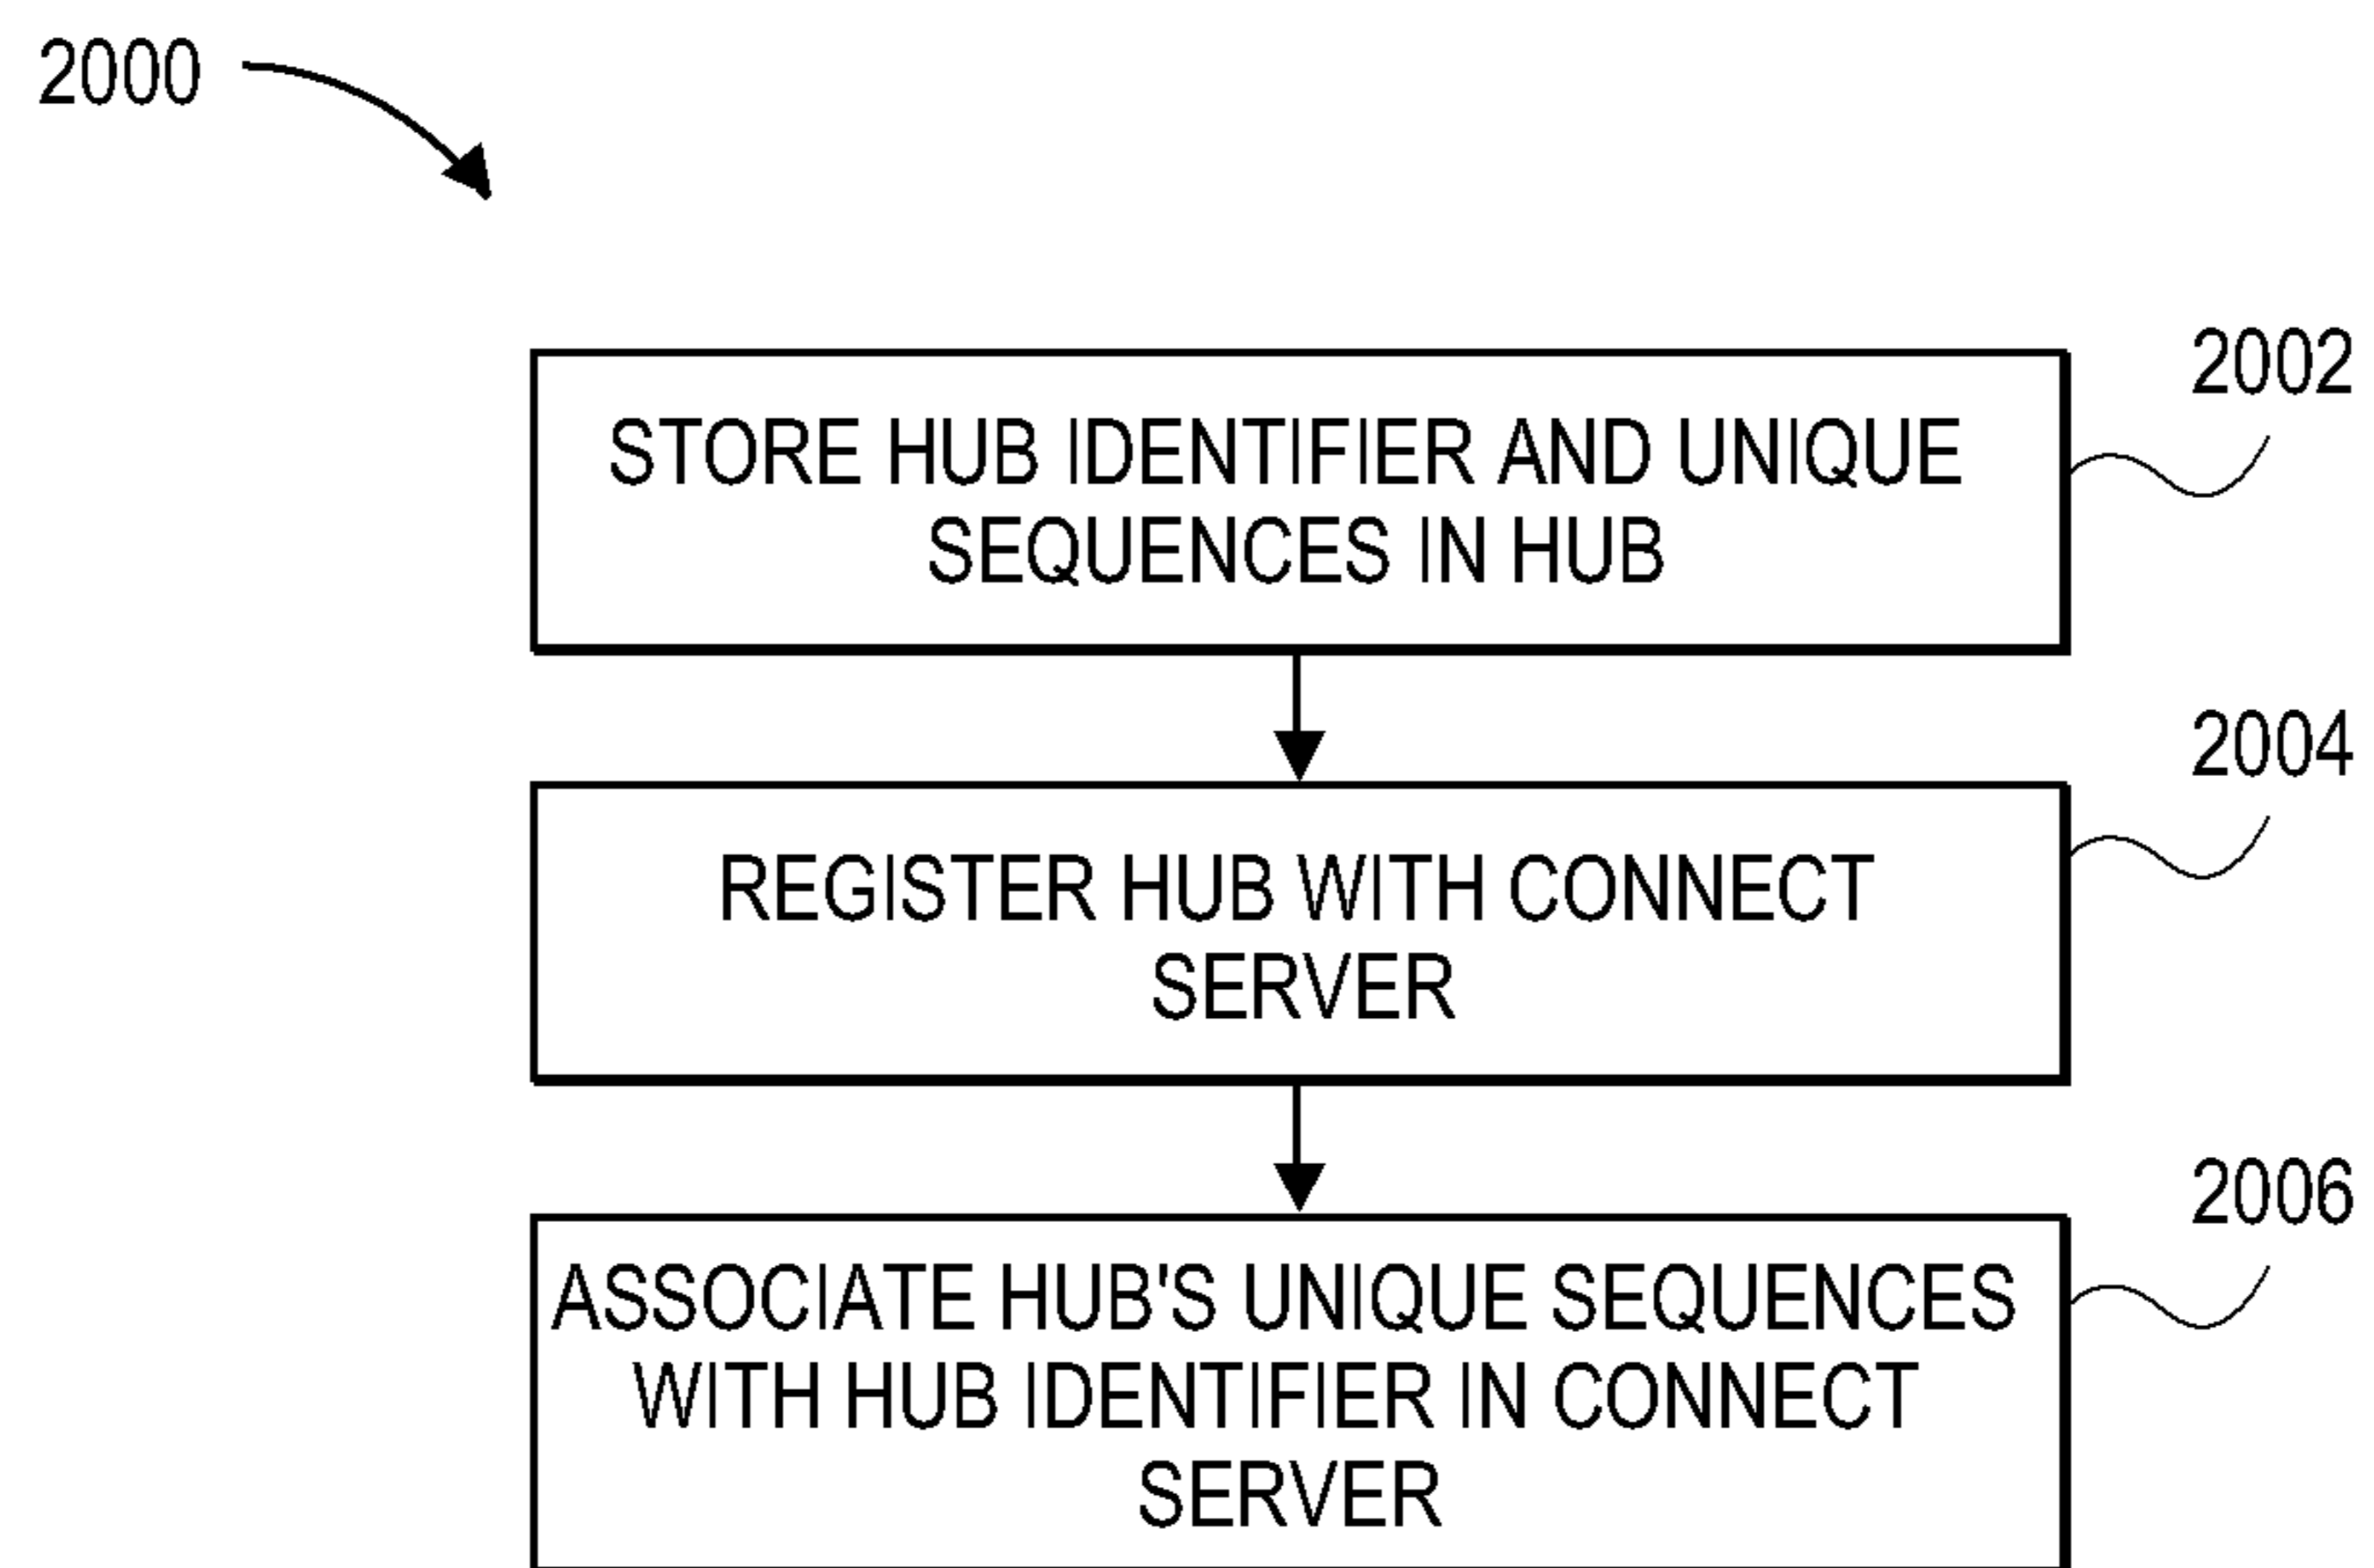 2000
2002
STORE HUB IDENTIFIER AND UNIQUE
SEQUENCES IN HUB
2004
REGISTER HUB WITH CONNECT
SERVER
2006
ASSOCIATE HUB'S UNIQUE SEQUENCES
WITH HUB IDENTIFIER IN CONNECT
SERVER